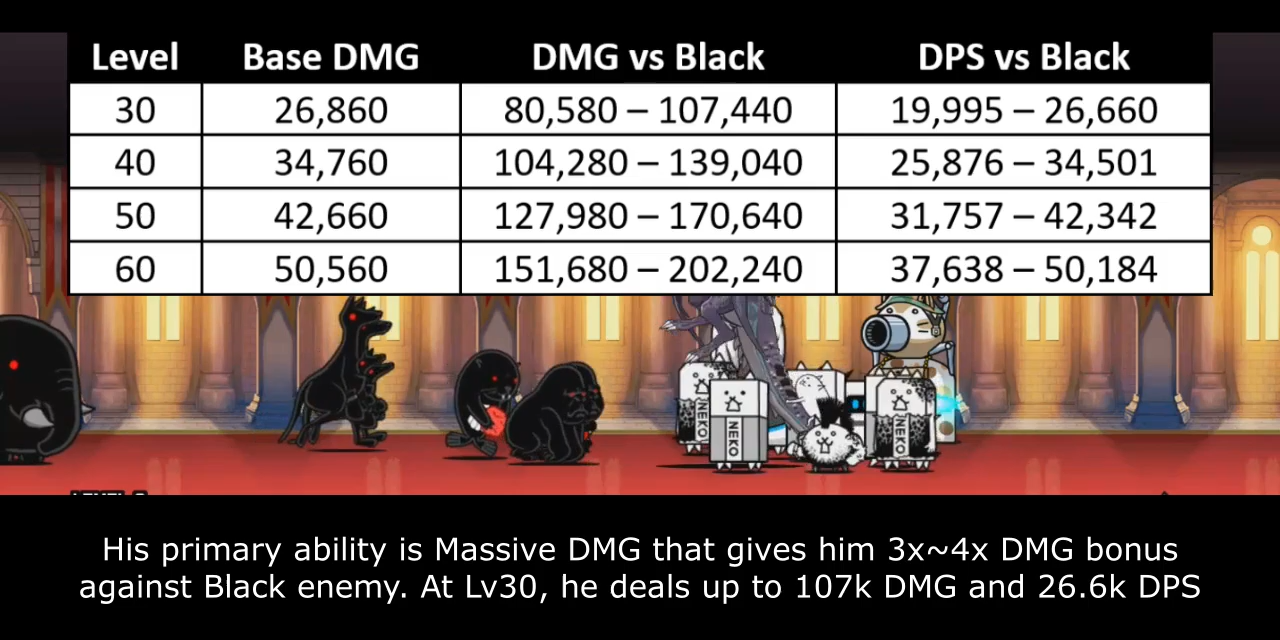 Level Base DMG DMG vs Black DPS vs Black
30 26,860 80,580 – 107,440 19,995 – 26,660
40 34,760 104,280 – 139,040 25,876 – 34,501
50 42,660 127,980 – 170,640 31,757 – 42,342
60 50,560 151,680 – 202,240 37,638 – 50,184
NEKO NEKO NEKO
His primary ability is Massive DMG that gives him 3x~4x DMG bonus
against Black enemy. At Lv30, he deals up to 107k DMG and 26.6k DPS